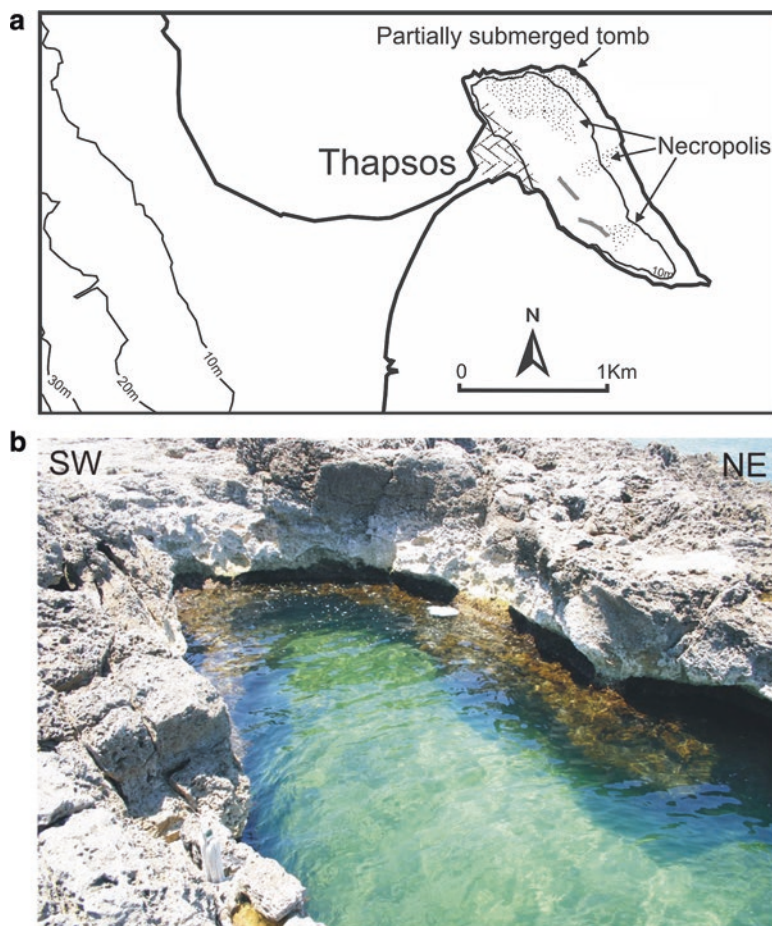 a
Partially submerged tomb
Thapsos
Necropolis
10m
N
0 1Km
10m
20m
30m
b
SW NE